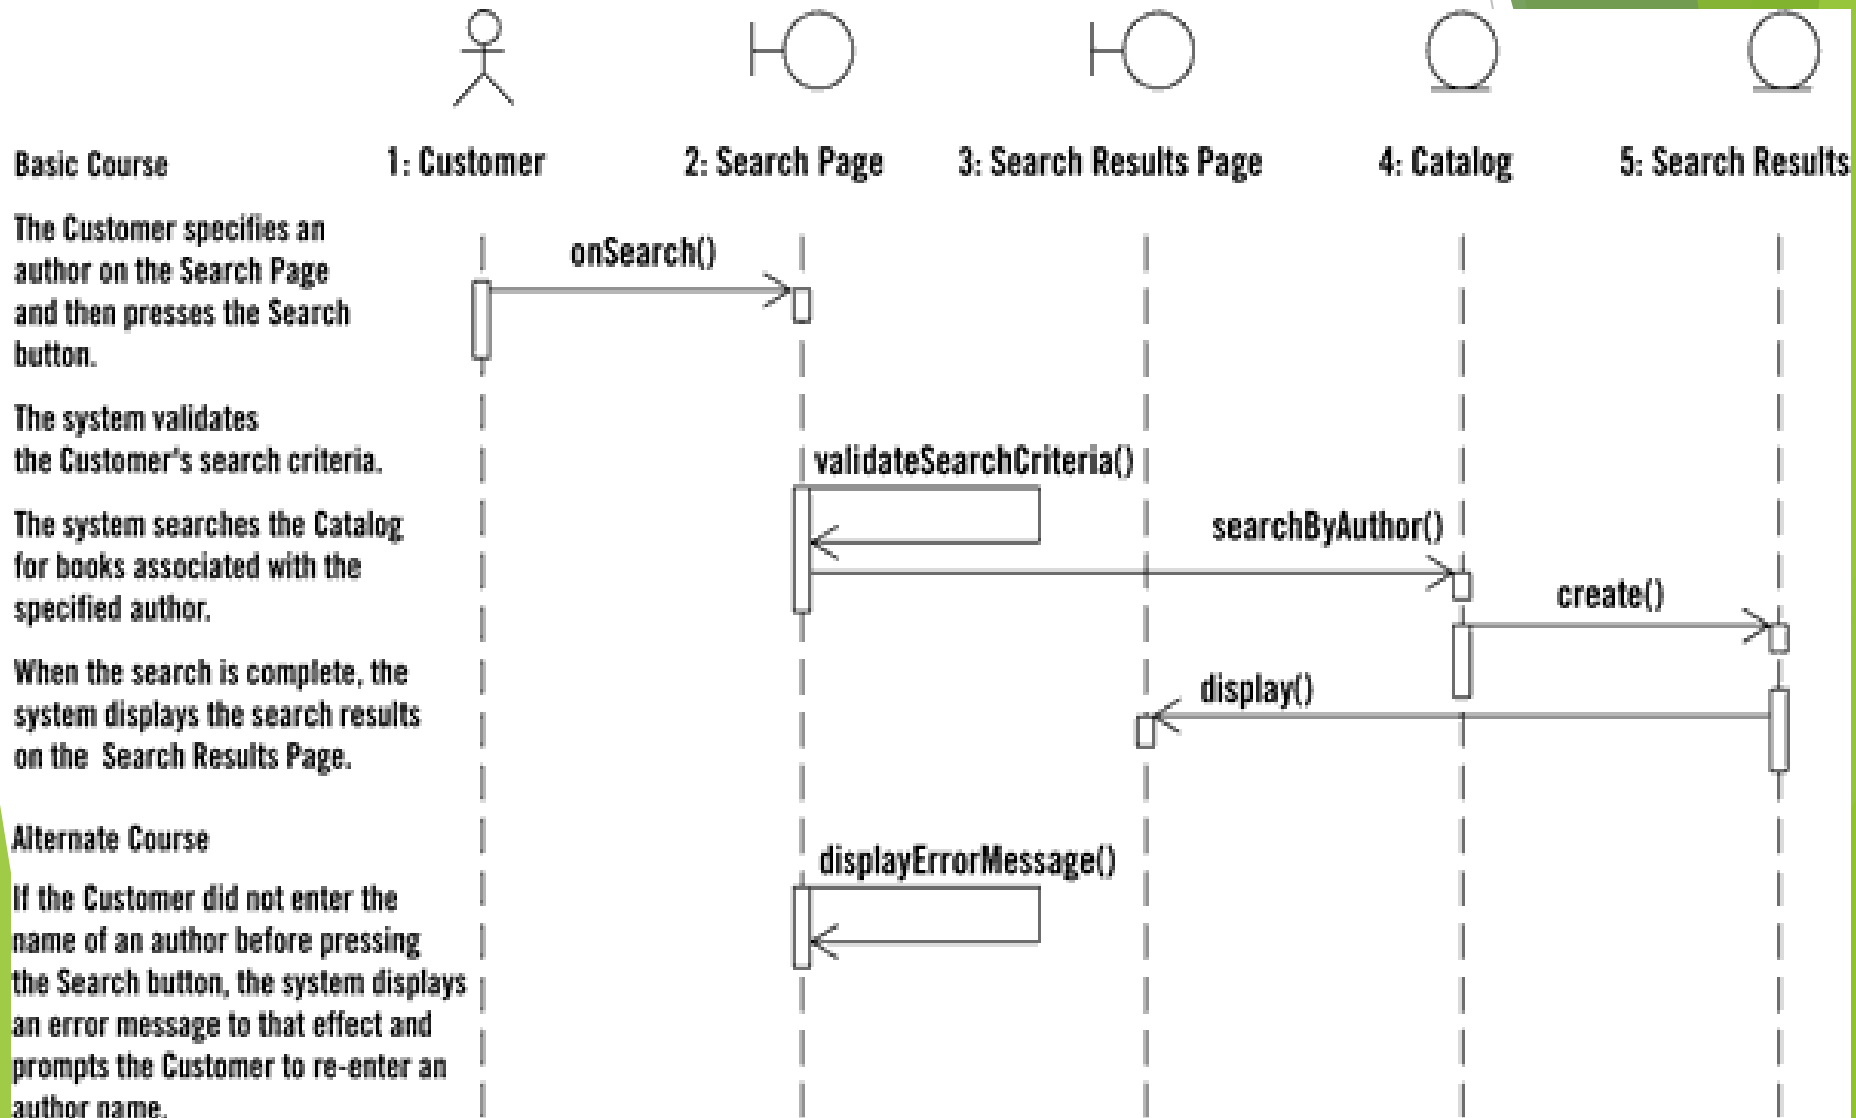 1: Customer
2: Search Page
3: Search Results Page
4: Catalog
5: Search Results
Basic Course
The Customer specifies an
author on the Search Page
and then presses the Search
button.
onSearch()
The system validates
the Customer's search criteria.
validateSearchCriteria()
The system searches the Catalog
for books associated with the
specified author.
searchByAuthor()
create()
When the search is complete, the
system displays the search results
on the Search Results Page.
display()
Alternate Course
displayErrorMessage()
If the Customer did not enter the
name of an author before pressing
the Search button, the system displays
an error message to that effect and
prompts the Customer to re-enter an
author name.